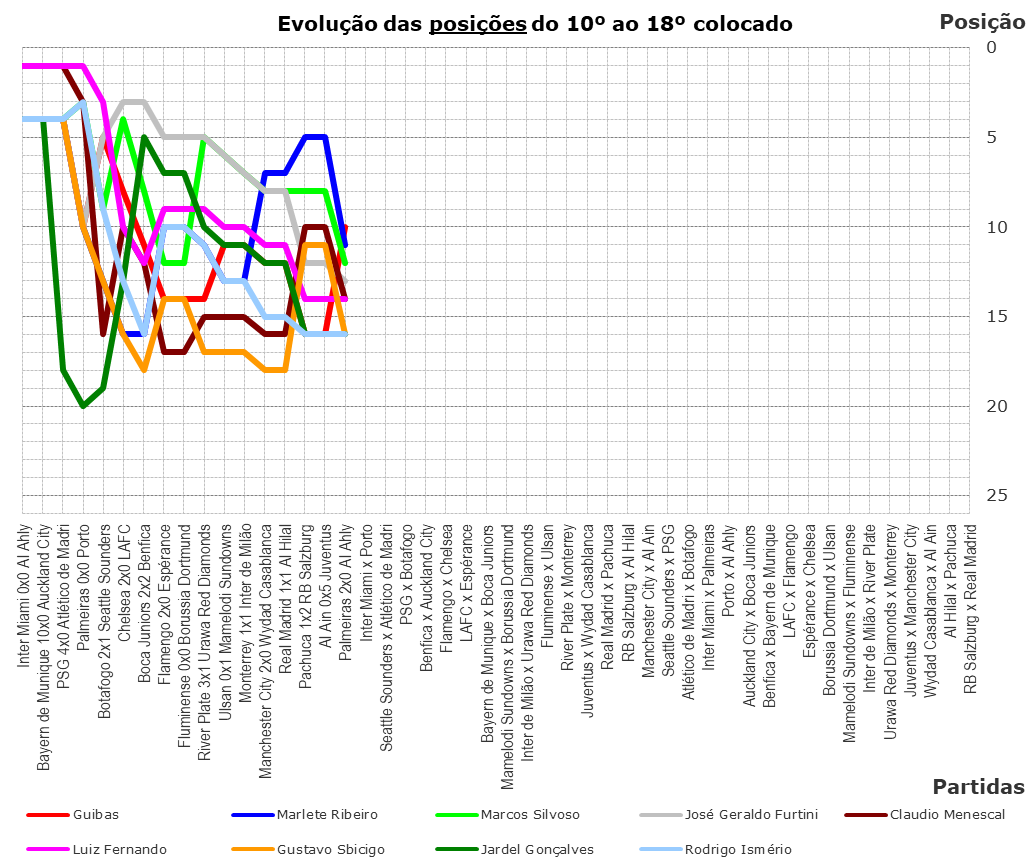 Evolução das posições do 10º ao 18º colocado
Posição
0
5
10
15
20
25
Inter Miami 0x0 Al Ahly
Bayern de Munique 10x0 Auckland City
PSG 4x0 Atlético de Madri
Palmeiras 0x0 Porto
Botafogo 2x1 Seattle Sounders
Chelsea 2x0 LAFC
Boca Juniors 2x2 Benfica
Flamengo 2x0 Espérance
Fluminense 0x0 Borussia Dortmund
River Plate 3x1 Urawa Red Diamonds
Ulsan 0x1 Mamelodi Sundowns
Monterrey 1x1 Inter de Milão
Manchester City 2x0 Wydad Casablanca
Real Madrid 1x1 Al Hilal
Pachuca 1x2 RB Salzburg
Al Ain 0x5 Juventus
Palmeiras 2x0 Al Ahly
Inter Miami x Porto
Seattle Sounders x Atlético de Madri
PSG x Botafogo
Benfica x Auckland City
Flamengo x Chelsea
LAFC x Espérance
Bayern de Munique x Boca Juniors
Mamelodi Sundowns x Borussia Dortmund
Inter de Milão x Urawa Red Diamonds
Fluminense x Ulsan
River Plate x Monterrey
Juventus x Wydad Casablanca
Real Madrid x Pachuca
RB Salzburg x Al Hilal
Manchester City x Al Ain
Seattle Sounders x PSG
Atlético de Madri x Botafogo
Inter Miami x Palmeiras
Porto x Al Ahly
Auckland City x Boca Juniors
Benfica x Bayern de Munique
LAFC x Flamengo
Espérance x Chelsea
Borussia Dortmund x Ulsan
Mamelodi Sundowns x Fluminense
Inter de Milão x River Plate
Urawa Red Diamonds x Monterrey
Juventus x Manchester City
Wydad Casablanca x Al Ain
Al Hilal x Pachuca
RB Salzburg x Real Madrid
Partidas
Guibas Marlete Ribeiro Marcos Silvoso José Geraldo Furtini Claudio Menescal
Luiz Fernando Gustavo Sbicigo Jardel Gonçalves Rodrigo Ismério